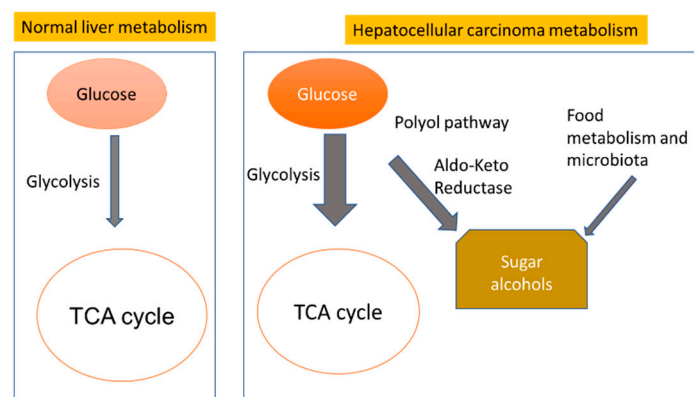 Normal liver metabolism
Glucose
Glycolysis
TCA cycle
Hepatocellular carcinoma metabolism
Glucose
Glycolysis
TCA cycle
Polyol pathway
Aldo-Keto
Reductase
Food
metabolism and
microbiota
Sugar
alcohols